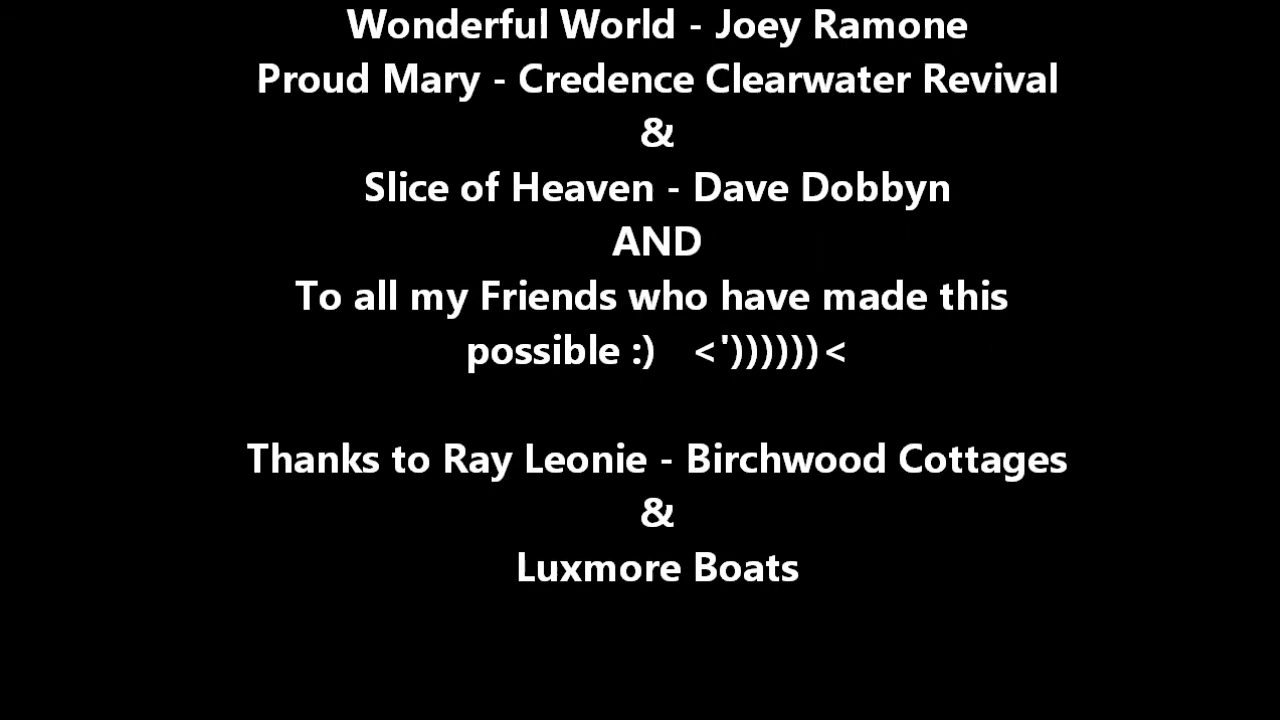 Wonderful World - Joey Ramone
Proud Mary - Credence Clearwater Revival
&
Slice of Heaven - Dave Dobbyn
AND
To all my Friends who have made this
possible :) <'))))))<
Thanks to Ray Leonie - Birchwood Cottages
&
Luxmore Boats